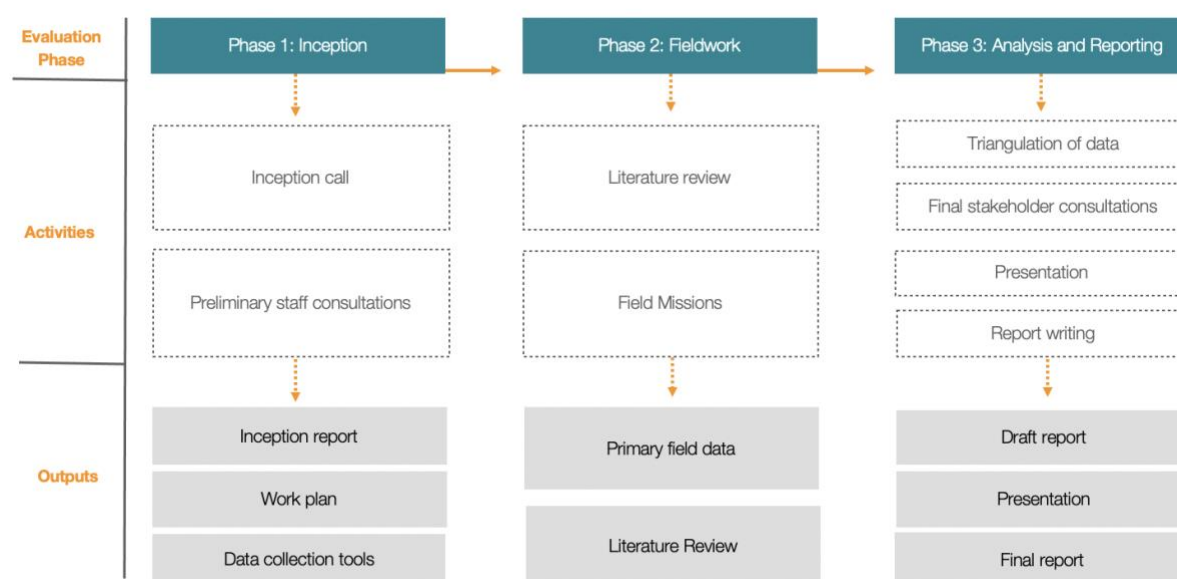 Evaluation
Phase
Phase 1: Inception
Phase 2: Fieldwork
Phase 3: Analysis and Reporting
Activities
Inception call
Preliminary staff consultations
Literature review
Field Missions
Triangulation of data
Final stakeholder consultations
Presentation
Report writing
Outputs
Inception report
Work plan
Data collection tools
Primary field data
Literature Review
Draft report
Presentation
Final report